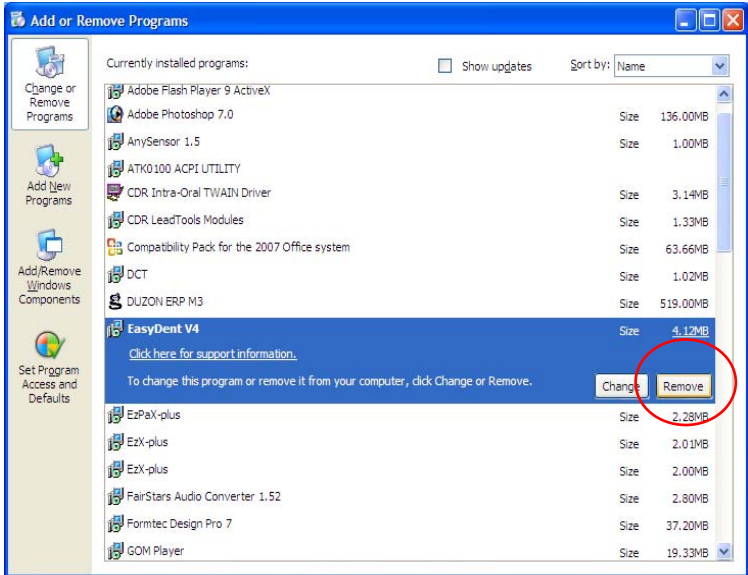 Add or Remove Programs
Change or
Remove
Programs
Add New
Programs
Add/Remove
Windows
Components
Set Program
Access and
Defaults
Currently installed programs:
Show updates
Sort by: Name
Adobe Flash Player 9 ActiveX
Adobe Photoshop 7.0 Size 136.00MB
AnySensor 1.5 Size 1.00MB
ATK0100 ACPI UTILITY
CDR Intra-Oral TWAIN Driver Size 3.14MB
CDR LeadTools Modules Size 1.33MB
Compatibility Pack for the 2007 Office system Size 63.66MB
DCT Size 1.02MB
DUZON ERP M3 Size 519.00MB
EasyDent V4 Size 4.12MB
Click here for support information.
To change this program or remove it from your computer, click Change or Remove. Change Remove
EzPaX-plus Size 2.28MB
EzX-plus Size 2.01MB
EzX-plus Size 2.00MB
FairStars Audio Converter 1.52 Size 2.80MB
Formtec Design Pro 7 Size 37.20MB
GOM Player Size 19.33MB